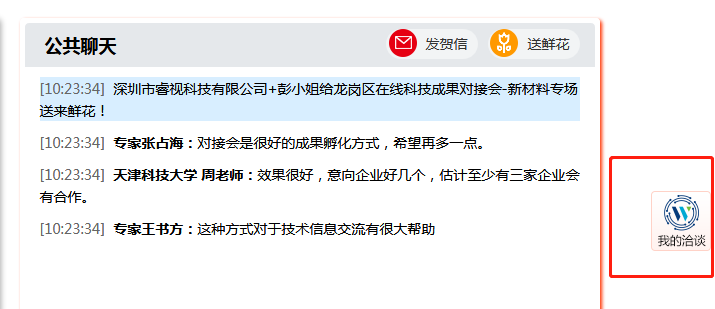 公共聊天
发贺信
送鲜花
[10:23:34] 深圳市睿视科技有限公司+彭小姐给龙岗区在线科技成果对接会-新材料专场
送来鲜花！
[10:23:34] 专家张占海：对接会是很好的成果孵化方式，希望再多一点。
[10:23:34] 天津科技大学 周老师：效果很好，意向企业好几个，估计至少有三家企业会
有合作。
[10:23:34] 专家王书方：这种方式对于技术信息交流有很大帮助
W
我的洽谈